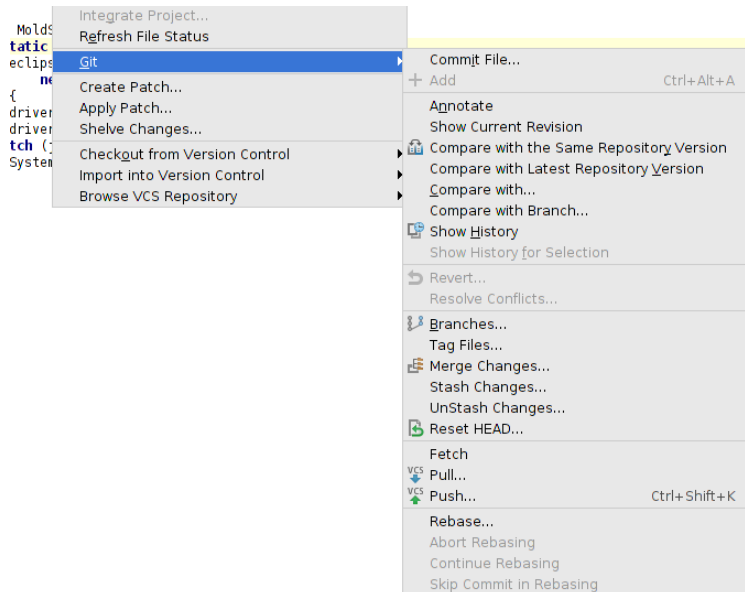 Integrate Project...
Refresh File Status
Git
Create Patch...
Apply Patch...
Shelve Changes...
Checkout from Version Control
Import into Version Control
Browse VCS Repository
MoldS
tatic
eclips
ne
{
driver
driver
tch (
System
Commit File...
Add Ctrl+Alt+A
Annotate
Show Current Revision
Compare with the Same Repository Version
Compare with Latest Repository Version
Compare with...
Compare with Branch...
Show History
Show History for Selection
Revert...
Resolve Conflicts...
Branches...
Tag Files...
Merge Changes...
Stash Changes...
UnStash Changes...
Reset HEAD...
Fetch
VCS Pull...
VCS Push... Ctrl+Shift+K
Rebase...
Abort Rebasing
Continue Rebasing
Skip Commit in Rebasing